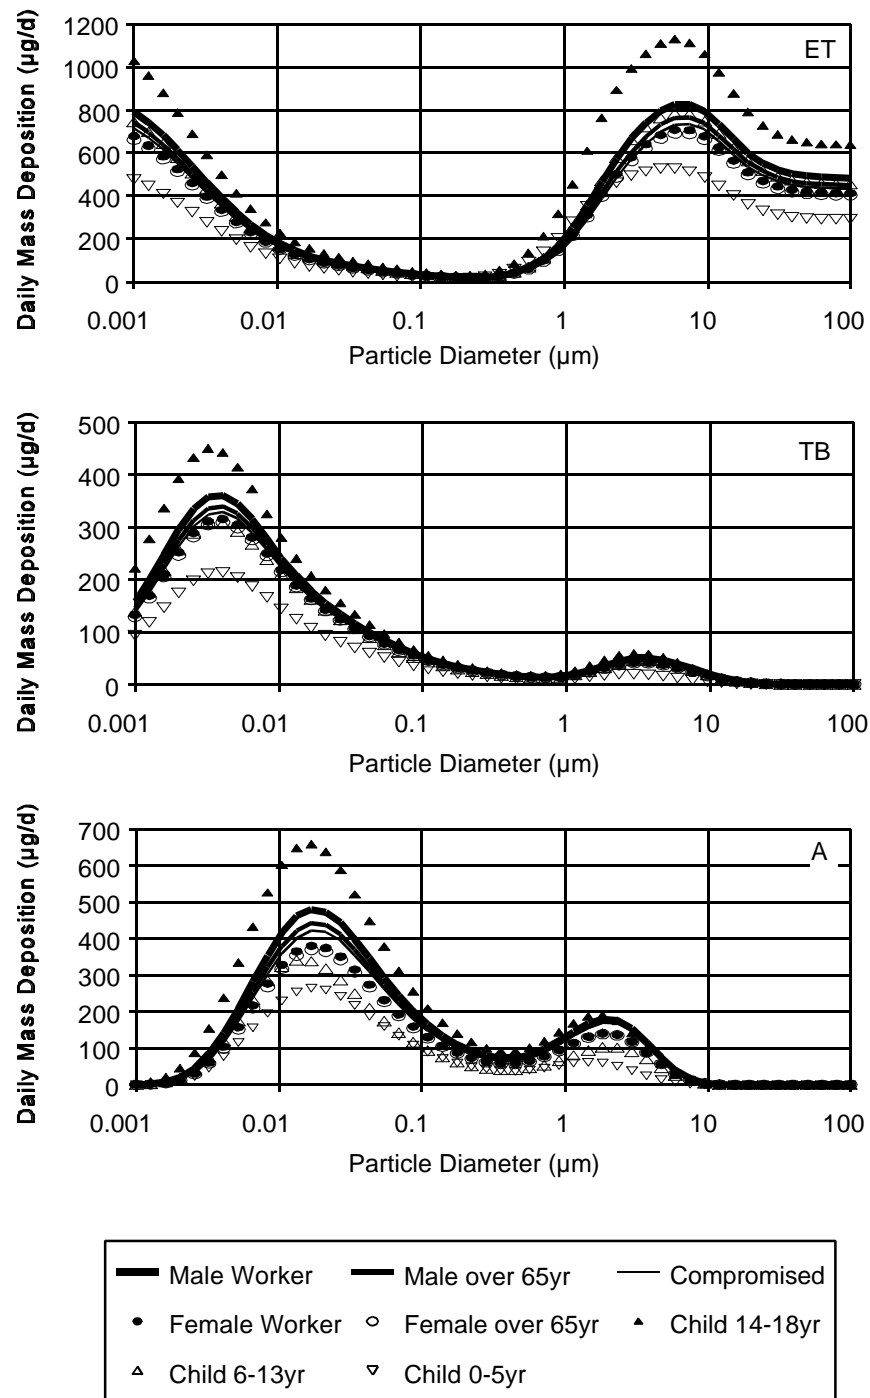 1200
1000
800
600
400
200
0
Daily Mass Deposition (µg/d)
ET
0.001 0.01 0.1 1 10 100
Particle Diameter (µm)
500
400
300
200
100
0
Daily Mass Deposition (µg/d)
TB
0.001 0.01 0.1 1 10 100
Particle Diameter (µm)
700
600
500
400
300
200
100
0
Daily Mass Deposition (µg/d)
A
0.001 0.01 0.1 1 10 100
Particle Diameter (µm)
Male Worker Male over 65yr Compromised
Female Worker Female over 65yr Child 14-18yr
Child 6-13yr Child 0-5yr